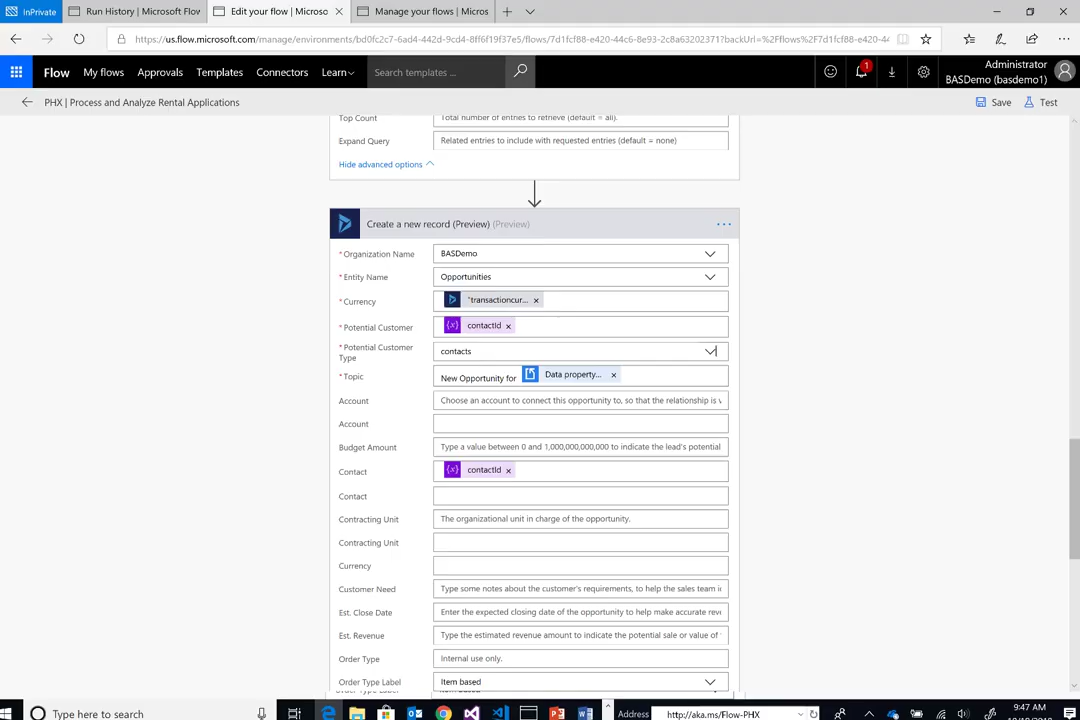 InPrivate
Run History | Microsoft Flow
Edit your flow | Microso
Manage your flows | Micros
https://us.flow.microsoft.com/manage/environments/bd0fc2c7-6ad4-442d-9cd4-8ff6f19f37e5/flows/7d1fcf88-e420-44c6-8e93-2c8a63202371?backUrl=%2Fflows%2F7d1fcf88-e420-44
Flow My flows Approvals Templates Connectors Learn
Search templates ...
1
Administrator
BASDemo (basdemo1)
PHX | Process and Analyze Rental Applications
Save Test
Top Count Total number of entries to retrieve (default = all).
Expand Query Related entries to include with requested entries (default = none)
Hide advanced options
Create a new record (Preview) (Preview)
* Organization Name BASDemo
* Entity Name Opportunities
* Currency "transactioncur...
* Potential Customer contactId
* Potential Customer Type contacts
* Topic New Opportunity for Data property...
Account Choose an account to connect this opportunity to, so that the relationship is v
Account
Budget Amount Type a value between 0 and 1,000,000,000,000 to indicate the lead's potential
Contact contactId
Contact
Contracting Unit The organizational unit in charge of the opportunity.
Contracting Unit
Currency
Customer Need Type some notes about the customer's requirements, to help the sales team i
Est. Close Date Enter the expected closing date of the opportunity to help make accurate reve
Est. Revenue Type the estimated revenue amount to indicate the potential sale or value of
Order Type Internal use only.
Order Type Label Item based
Type here to search
Address http://aka.ms/Flow-PHX
9:47 AM